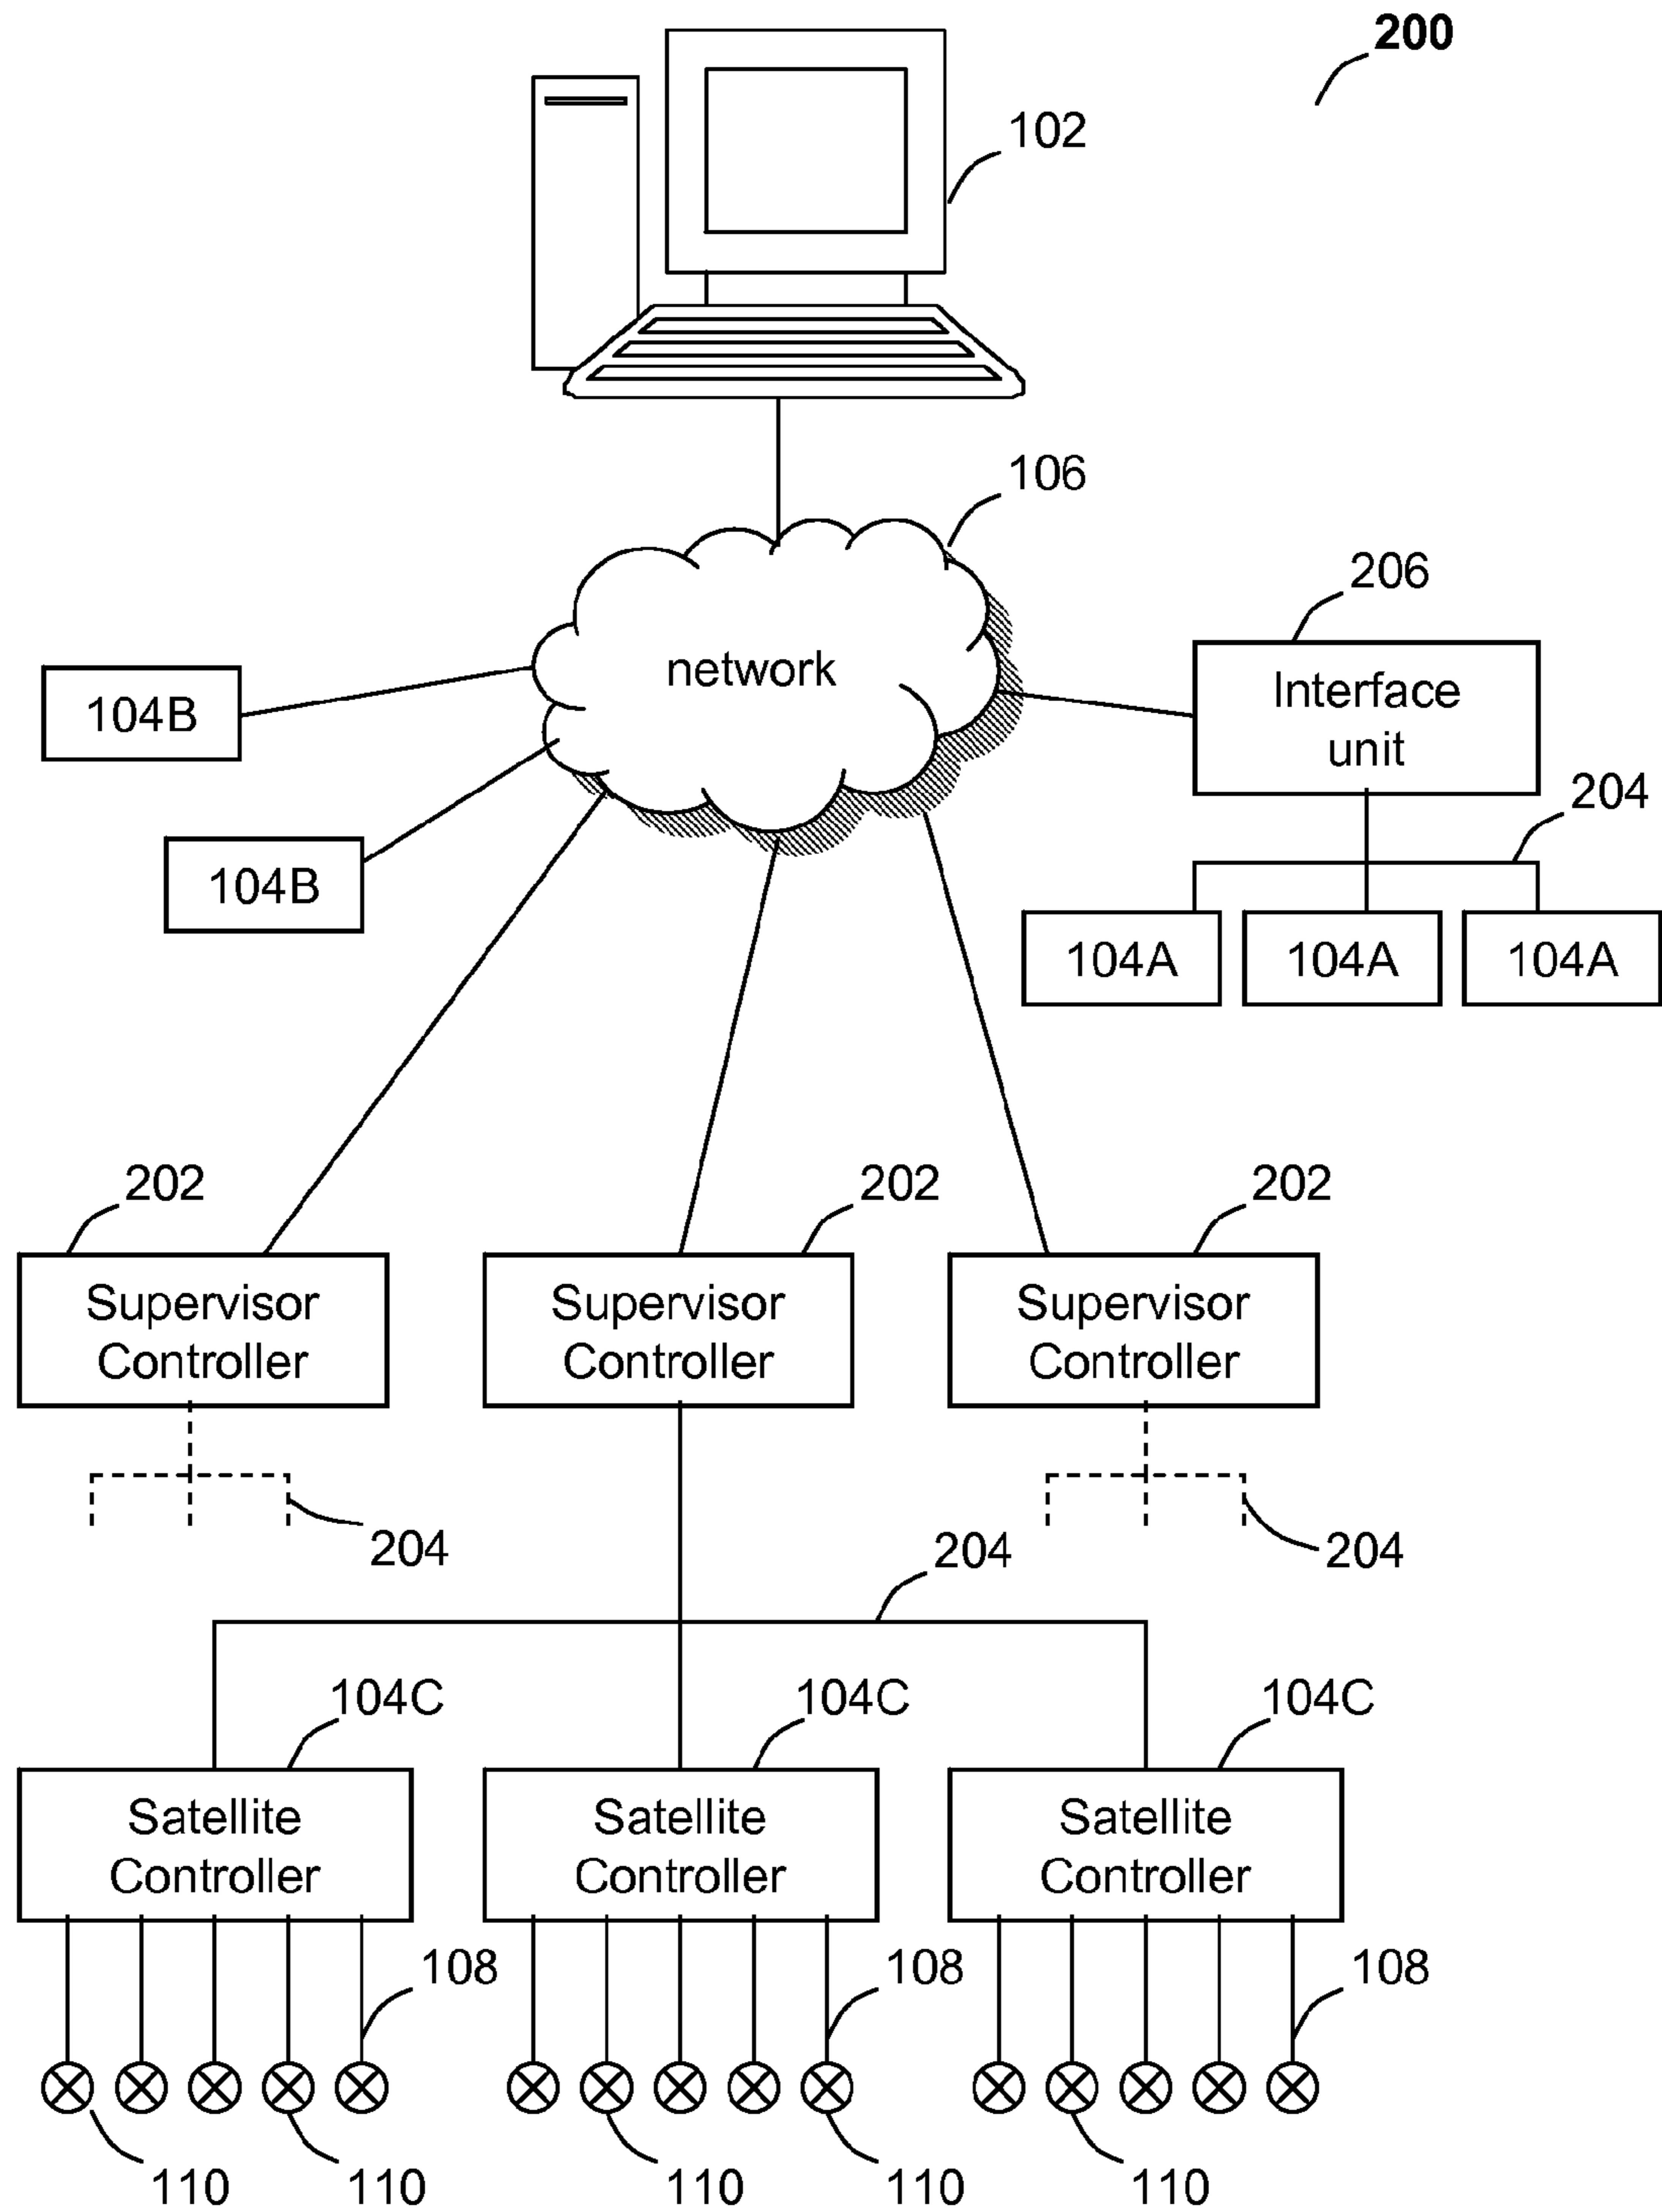 200
102
106
206
network
Interface
unit
104B
204
104B
104A 104A 104A
202 202 202
Supervisor
Controller
Supervisor
Controller
Supervisor
Controller
204 204 204
104C 104C 104C
Satellite
Controller
Satellite
Controller
Satellite
Controller
108 108 108
110 110 110 110 110